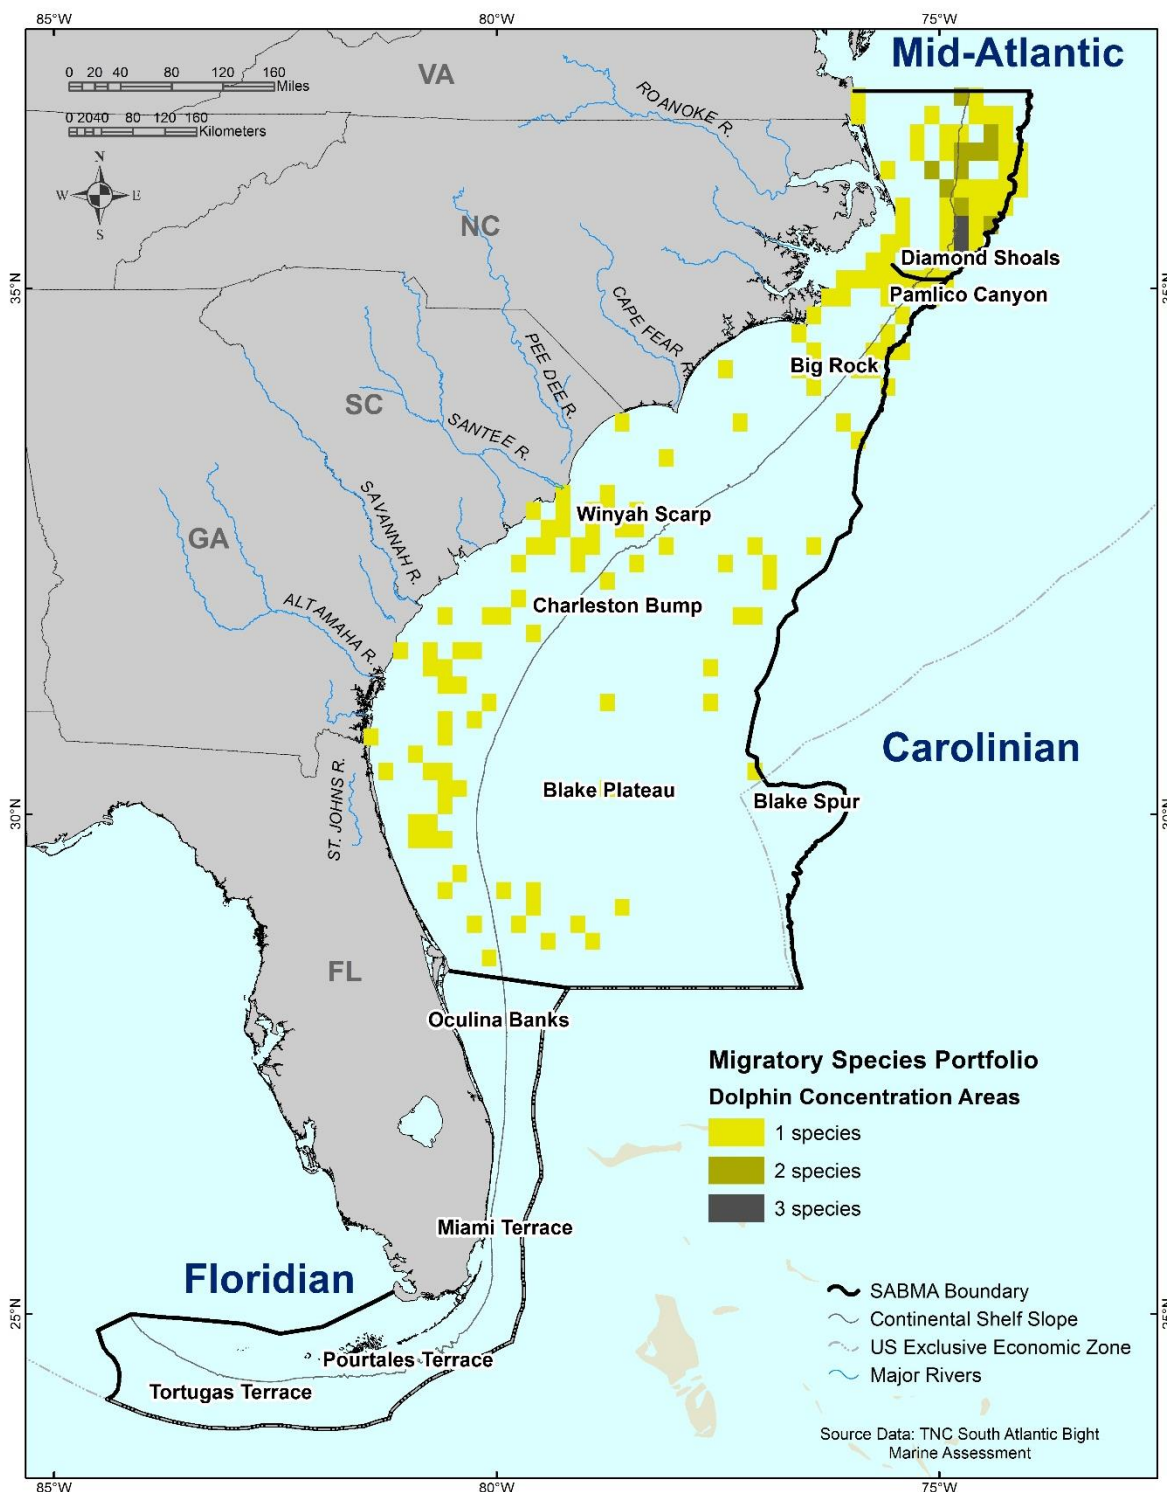 85°W 80°W 75°W
Mid-Atlantic
0 20 40 80 120 160
Miles
0 2040 80 120 160
Kilometers
N
W E
S
VA
ROANOKE R.
NC
Diamond Shoals
35°N
Pamlico Canyon
CAPE FEAR R.
PEE DEE R.
Big Rock
SC
SANTEE R.
SAVANNAH R.
Winyah Scarp
GA
ALTAMAHA R.
Charleston Bump
Carolinian
ST. JOHNS R.
Blake Plateau
Blake Spur
30°N 30°N
FL
Oculina Banks
Migratory Species Portfolio
Dolphin Concentration Areas
1 species
2 species
3 species
Miami Terrace
Floridian
SABMA Boundary
25°N 25°N
Continental Shelf Slope
US Exclusive Economic Zone
Pourtales Terrace
Major Rivers
Tortugas Terrace
Source Data: TNC South Atlantic Bight
Marine Assessment
85°W 80°W 75°W